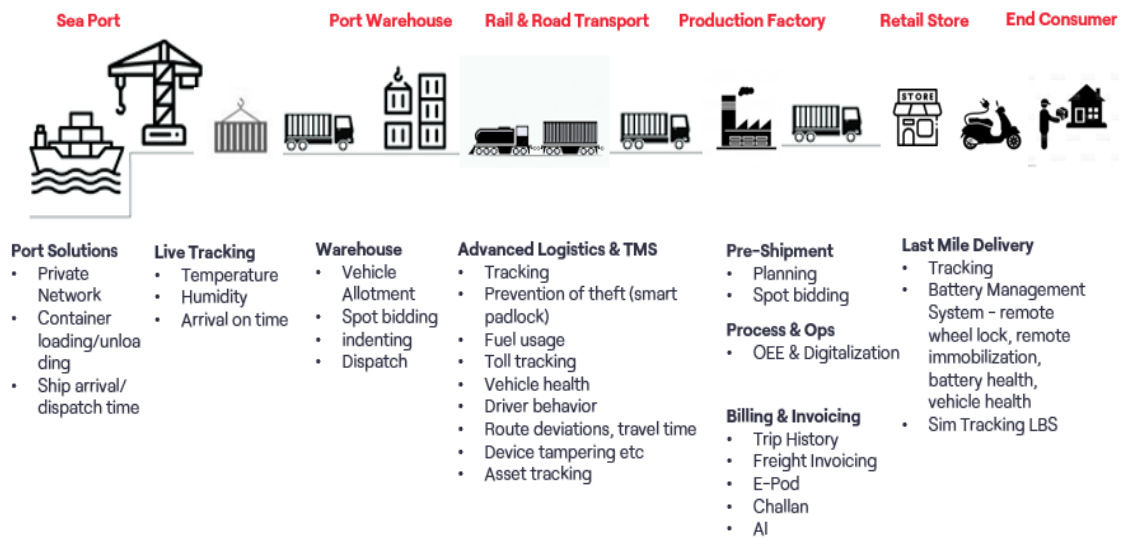 Sea Port
Port Warehouse
Rail & Road Transport
Production Factory
Retail Store
End Consumer
STORE
Port Solutions
• Private
Network
• Container
loading/unloa
ding
• Ship arrival/
dispatch time
Live Tracking
• Temperature
• Humidity
• Arrival on time
Warehouse
• Vehicle
Allotment
• Spot bidding
• indenting
• Dispatch
Advanced Logistics & TMS
• Tracking
• Prevention of theft (smart
padlock)
• Fuel usage
• Toll tracking
• Vehicle health
• Driver behavior
• Route deviations, travel time
• Device tampering etc
• Asset tracking
Pre-Shipment
• Planning
• Spot bidding
Process & Ops
• OEE & Digitalization
Billing & Invoicing
• Trip History
• Freight Invoicing
• E-Pod
• Challan
• AI
Last Mile Delivery
• Tracking
• Battery Management
System – remote
wheel lock, remote
immobilization,
battery health,
vehicle health
• Sim Tracking LBS